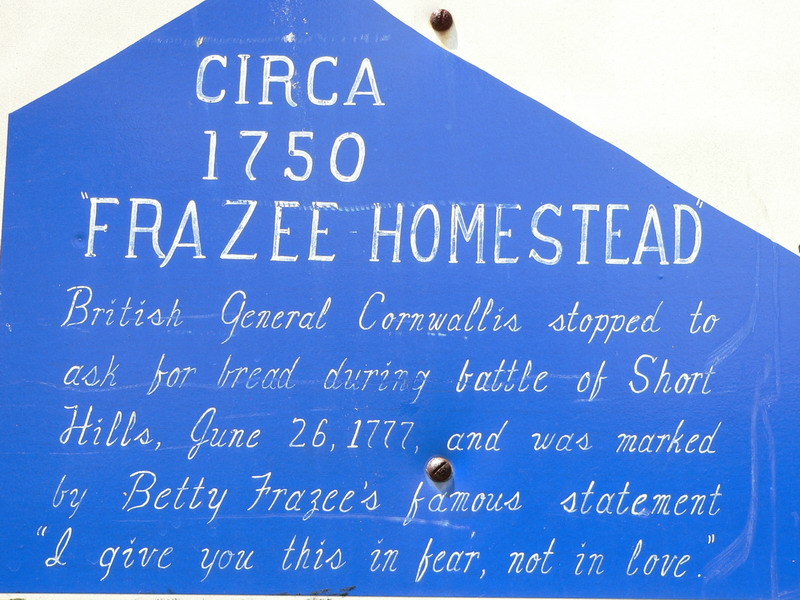 CIRCA
1750
"FRAZEE HOMESTEAD"
British General Cornwallis stopped to
ask for bread during battle of Short
Hills, June 26, 1777, and was marked
by Betty Frazee's famous statement
"I give you this in fear, not in love."